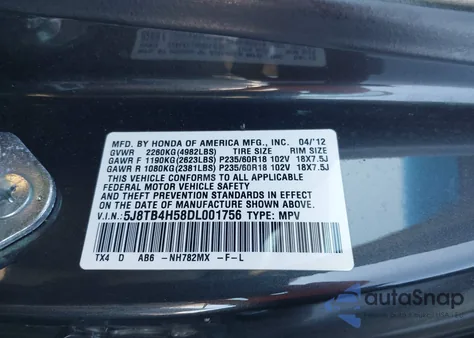 MFD. BY HONDA OF AMERICA MFG., INC. 04/'12
GVWR 2260KG(4982LBS) TIRE SIZE RIM SIZE
GAWR F 1190KG(2623LBS) P235/60R18 102V 18X7.5J
GAWR R 1080KG(2381LBS) P235/60R18 102V 18X7.5J
THIS VEHICLE CONFORMS TO ALL APPLICABLE
FEDERAL MOTOR VEHICLE SAFETY, BUMPER,
AND THEFT PREVENTION STANDARDS IN EFFECT
ON THE DATE OF MANUFACTURE SHOWN ABOVE.
V.I.N.: 5J8TB4H58DL001756 TYPE: MPV
TX4 D AB6 -NH782MX -F-L
autoSnap